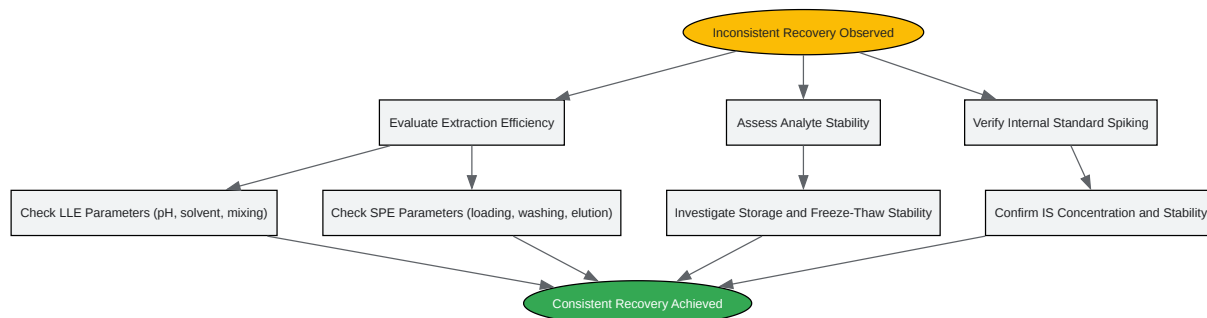 Inconsistent Recovery Observed
Evaluate Extraction Efficiency
Assess Analyte Stability
Verify Internal Standard Spiking
Check LLE Parameters (pH, solvent, mixing)
Check SPE Parameters (loading, washing, elution)
Investigate Storage and Freeze-Thaw Stability
Confirm IS Concentration and Stability
Consistent Recovery Achieved